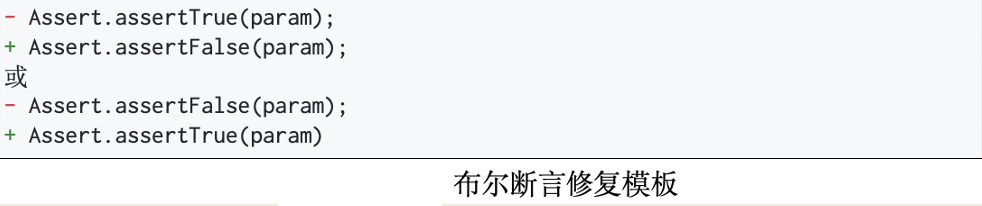 - Assert.assertTrue(param);
+ Assert.assertFalse(param);
或
- Assert.assertFalse(param);
+ Assert.assertTrue(param)
布尔断言修复模板